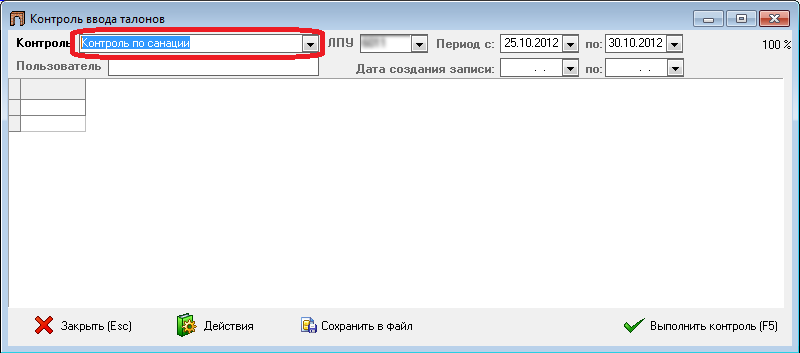 Контроль ввода талонов
Контроль Контроль по санации ЛПУ Период с: 25.10.2012 по: 30.10.2012 100 %
Пользователь Дата создания записи: . . по: . .
Закрыть (Esc) Действия Сохранить в файл Выполнить контроль (F5)